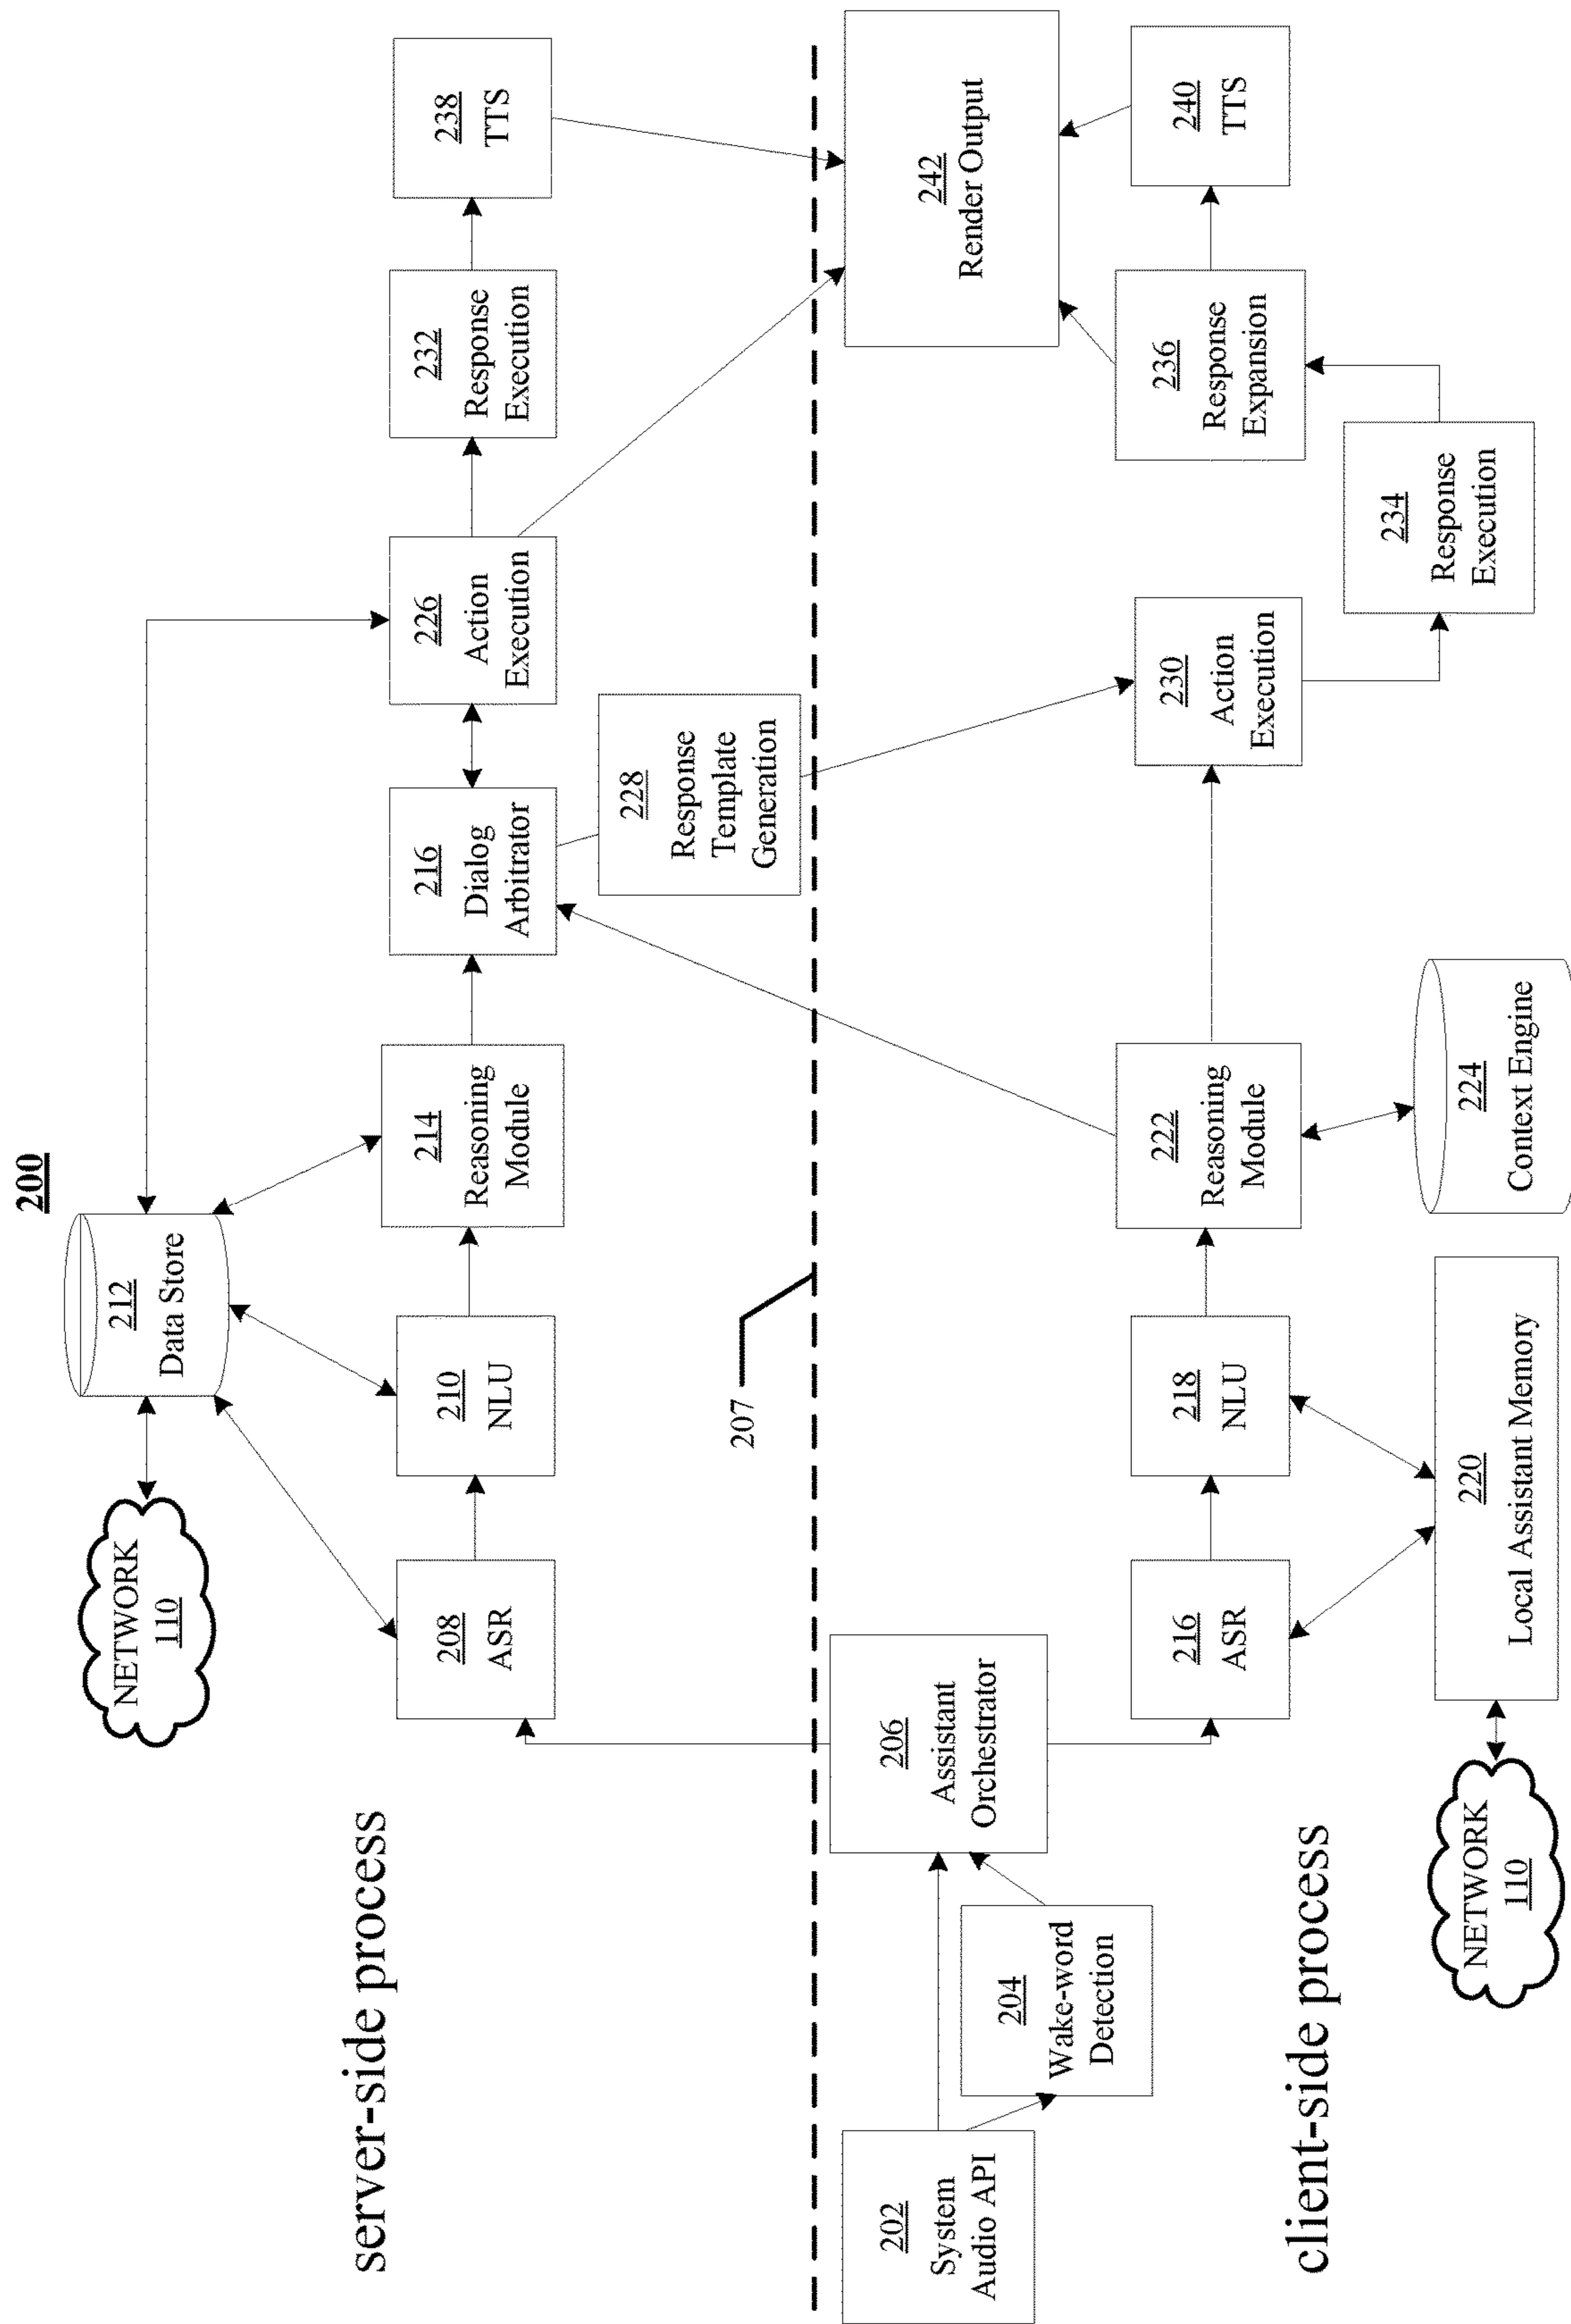 200
NETWORK
110
212
Data Store
server-side process
208
ASR
210
NLU
214
Reasoning
Module
216
Dialog
Arbitrator
226
Action
Execution
232
Response
Execution
238
TTS
228
Response
Template
Generation
207
202
System
Audio API
204
Wake-word
Detection
206
Assistant
Orchestrator
242
Render Output
client-side process
216
ASR
218
NLU
222
Reasoning
Module
230
Action
Execution
236
Response
Expansion
240
TTS
NETWORK
110
220
Local Assistant Memory
224
Context Engine
234
Response
Execution